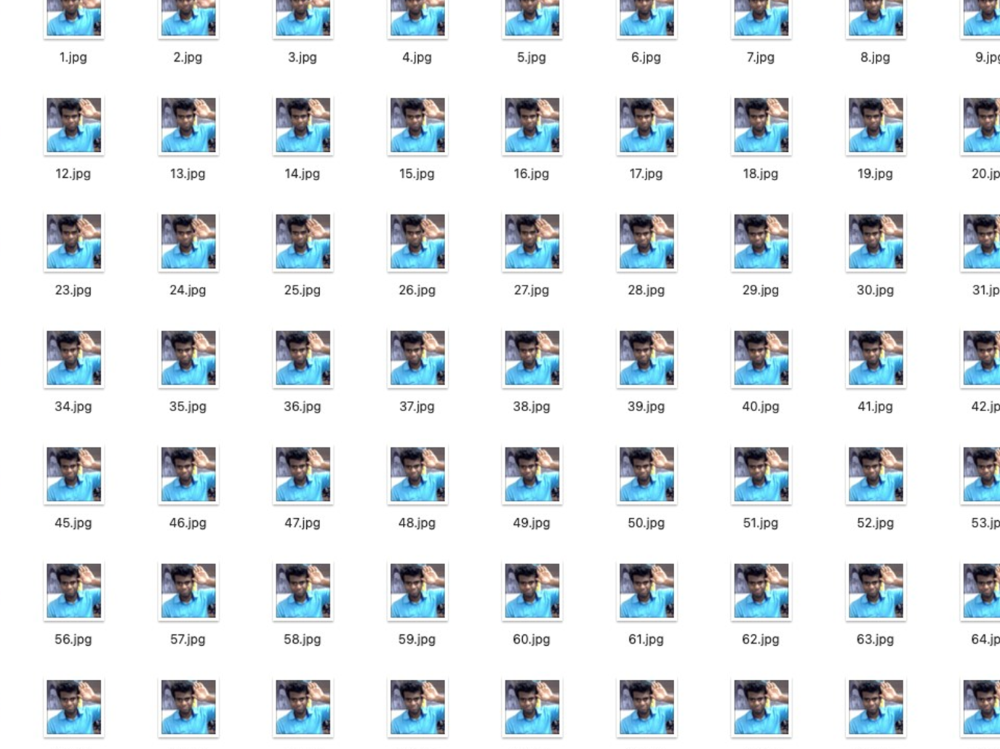 1.jpg 2.jpg 3.jpg 4.jpg 5.jpg 6.jpg 7.jpg 8.jpg 9.jpg
12.jpg 13.jpg 14.jpg 15.jpg 16.jpg 17.jpg 18.jpg 19.jpg 20.jp
23.jpg 24.jpg 25.jpg 26.jpg 27.jpg 28.jpg 29.jpg 30.jpg 31.jp
34.jpg 35.jpg 36.jpg 37.jpg 38.jpg 39.jpg 40.jpg 41.jpg 42.jp
45.jpg 46.jpg 47.jpg 48.jpg 49.jpg 50.jpg 51.jpg 52.jpg 53.jp
56.jpg 57.jpg 58.jpg 59.jpg 60.jpg 61.jpg 62.jpg 63.jpg 64.jp